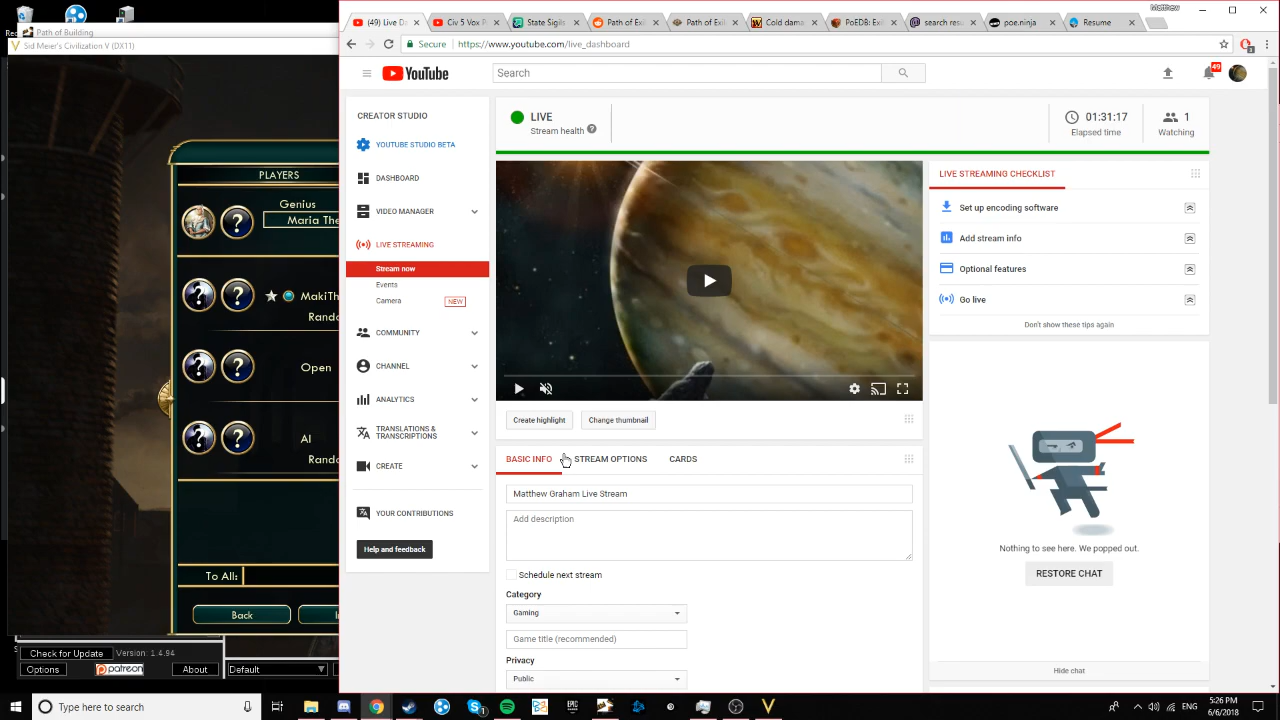 Path of Building
Sid Meier's Civilization V (DX11)
PLAYERS
Genius
Maria The
MakiTh
Rando
Open
AI
Rando
To All:
Back
Check for Update
Version: 1.4.94
Options
patreon
About
Default
Matthew
(49) Live Da
Civ 5 Vox P
State Sigils
Path of Exil
Path of Exil
Cold dama
PoEDB: Exil
search resu
poe.ninja
Resume
Secure
https://www.youtube.com/live_dashboard
YouTube
Search
49
CREATOR STUDIO
YOUTUBE STUDIO BETA
DASHBOARD
VIDEO MANAGER
LIVE STREAMING
Stream now
Events
Camera
NEW
COMMUNITY
CHANNEL
ANALYTICS
TRANSLATIONS &
TRANSCRIPTIONS
CREATE
YOUR CONTRIBUTIONS
Help and feedback
LIVE
Stream health
01:31:17
Elapsed time
1
Watching
Create highlight
Change thumbnail
BASIC INFO
STREAM OPTIONS
CARDS
Matthew Graham Live Stream
Add description
Schedule next stream
Category
Gaming
Game title (recommended)
Privacy
Public
LIVE STREAMING CHECKLIST
Set up encoding software
Add stream info
Optional features
Go live
Don't show these tips again
Nothing to see here. We popped out.
RESTORE CHAT
Hide chat
Type here to search
ENG
5:26 PM
6/6/2018